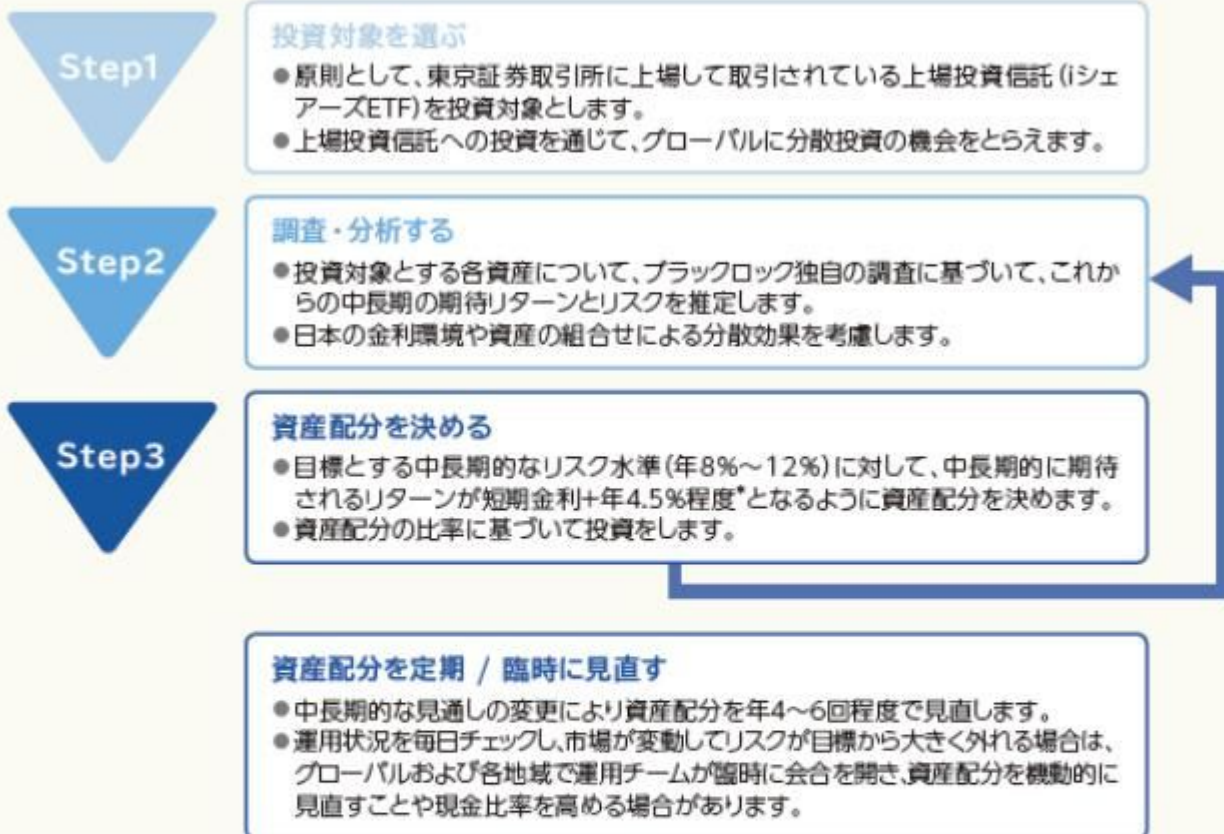 Step1
投資対象を選ぶ
●原則として、東京証券取引所に上場して取引されている上場投資信託(iシェ
アーズETF)を投資対象とします。
●上場投資信託への投資を通じて、グローバルに分散投資の機会をとらえます。
Step2
調査・分析する
●投資対象とする各資産について、ブラックロック独自の調査に基づいて、これか
らの中長期の期待リターンとリスクを推定します。
●日本の金利環境や資産の組合せによる分散効果を考慮します。
Step3
資産配分を決める
●目標とする中長期的なリスク水準(年8%～12%)に対して、中長期的に期待
されるリターンが短期金利+年4.5%程度*となるように資産配分を決めます。
●資産配分の比率に基づいて投資をします。
資産配分を定期 / 臨時に見直す
●中長期的な見通しの変更により資産配分を年4～6回程度で見直します。
●運用状況を毎日チェックし、市場が変動してリスクが目標から大きく外れる場合は、
グローバルおよび各地域で運用チームが臨時に会合を開き、資産配分を機動的に
見直すことや現金比率を高める場合があります。